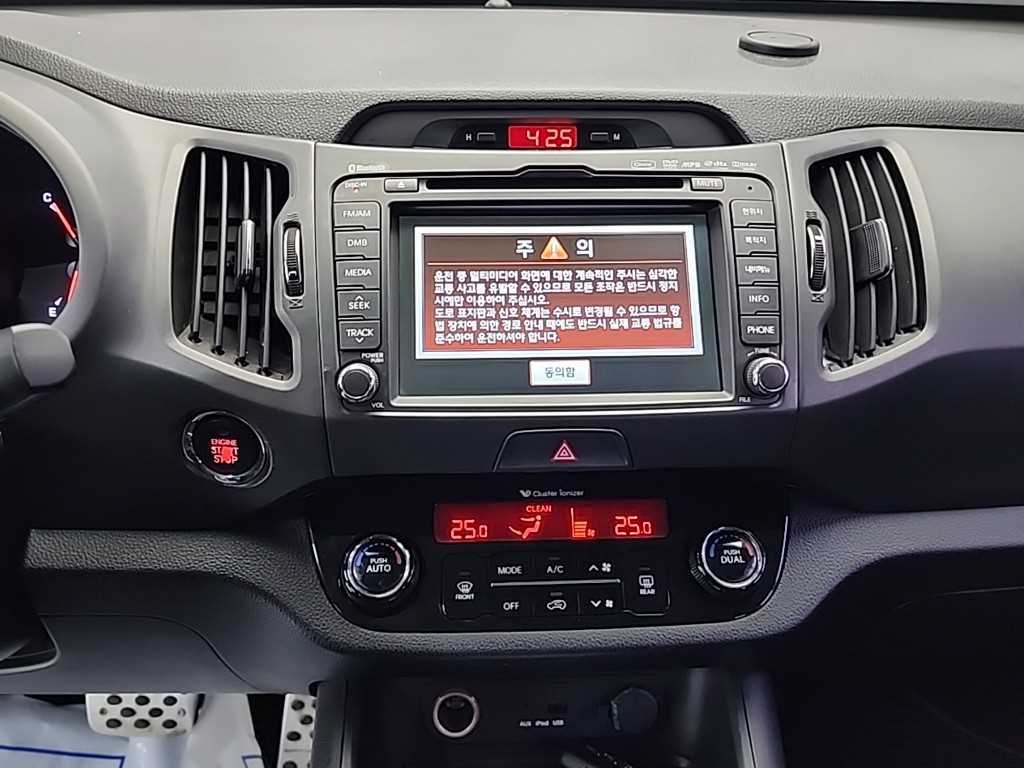 H 4:25 M
Bluetooth
DISC-IN
MUTE
FM/AM
DMB
MEDIA
SEEK
TRACK
POWER
PUSH
VOL
현위치
목적지
INFO
PHONE
TUNE
FILE
주 의
운전 중 멀티미디어 화면에 대한 계속적인 주시는 심각한
교통 사고를 유발할 수 있으므로 모든 조작은 반드시 정지
시에만 이용하여 주십시오.
도로 표지판과 신호 체계는 수시로 변경될 수 있으므로 항
법 장치에 의한 경로 안내 때에도 반드시 실제 교통 법규를
준수하여 운전하셔야 합니다.
동의함
C
E
ENGINE
START
STOP
Cluster Ionizer
CLEAN
25.0 25.0
PUSH
AUTO
MODE A/C
FRONT
OFF
REAR
PUSH
DUAL
AUX iPod USB